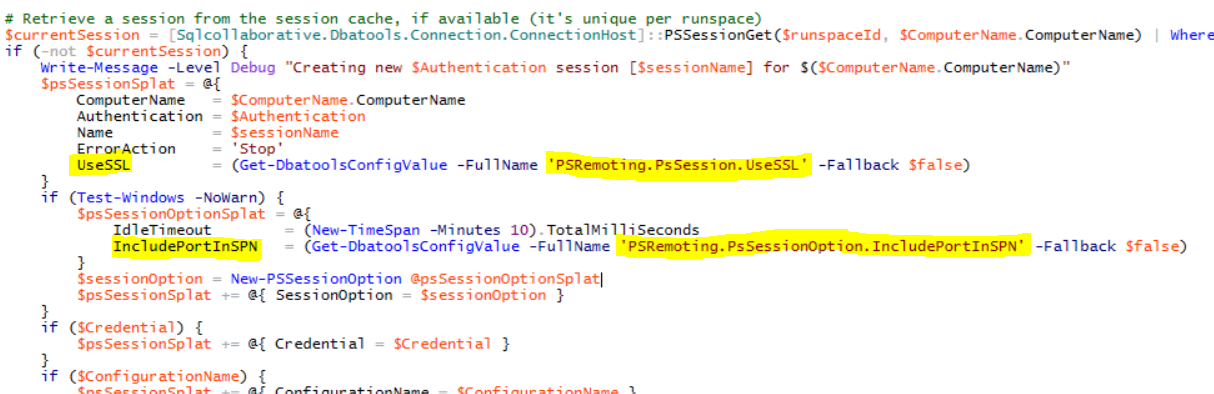 # Retrieve a session from the session cache, if available (it's unique per runspace)
$currentSession = [Sqlcollaborative.Dbatools.Connection.ConnectionHost]::PSSessionGet($runspaceId, $ComputerName.ComputerName) | Where
if (-not $currentSession) {
    Write-Message -Level Debug "Creating new $Authentication session [$sessionName] for $($ComputerName.ComputerName)"
    $psSessionSplat = @{
        ComputerName   = $ComputerName.ComputerName
        Authentication = $Authentication
        Name           = $sessionName
        ErrorAction    = 'Stop'
        UseSSL         = (Get-DbatoolsConfigValue -FullName 'PSRemoting.PsSession.UseSSL' -Fallback $false)
    }
    if (Test-Windows -NoWarn) {
        $psSessionOptionSplat = @{
            IdleTimeout      = (New-TimeSpan -Minutes 10).TotalMilliSeconds
            IncludePortInSPN = (Get-DbatoolsConfigValue -FullName 'PSRemoting.PsSessionOption.IncludePortInSPN' -Fallback $false)
        }
        $sessionOption = New-PSSessionOption @psSessionOptionSplat
        $psSessionSplat += @{ SessionOption = $sessionOption }
    }
    if ($Credential) {
        $psSessionSplat += @{ Credential = $Credential }
    }
    if ($ConfigurationName) {
        $psSessionSplat += @{ ConfigurationName = $ConfigurationName }